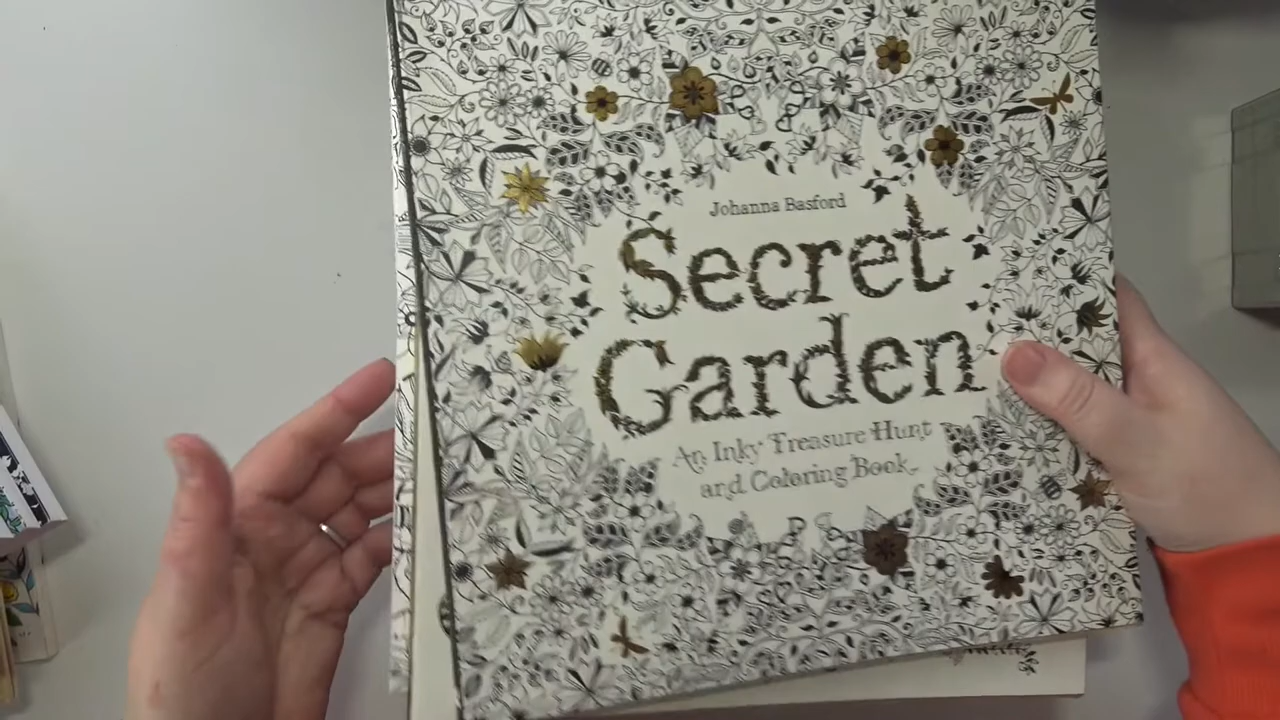 Johanna Basford
Secret
Garden
An Inky Treasure Hunt
and Coloring Book